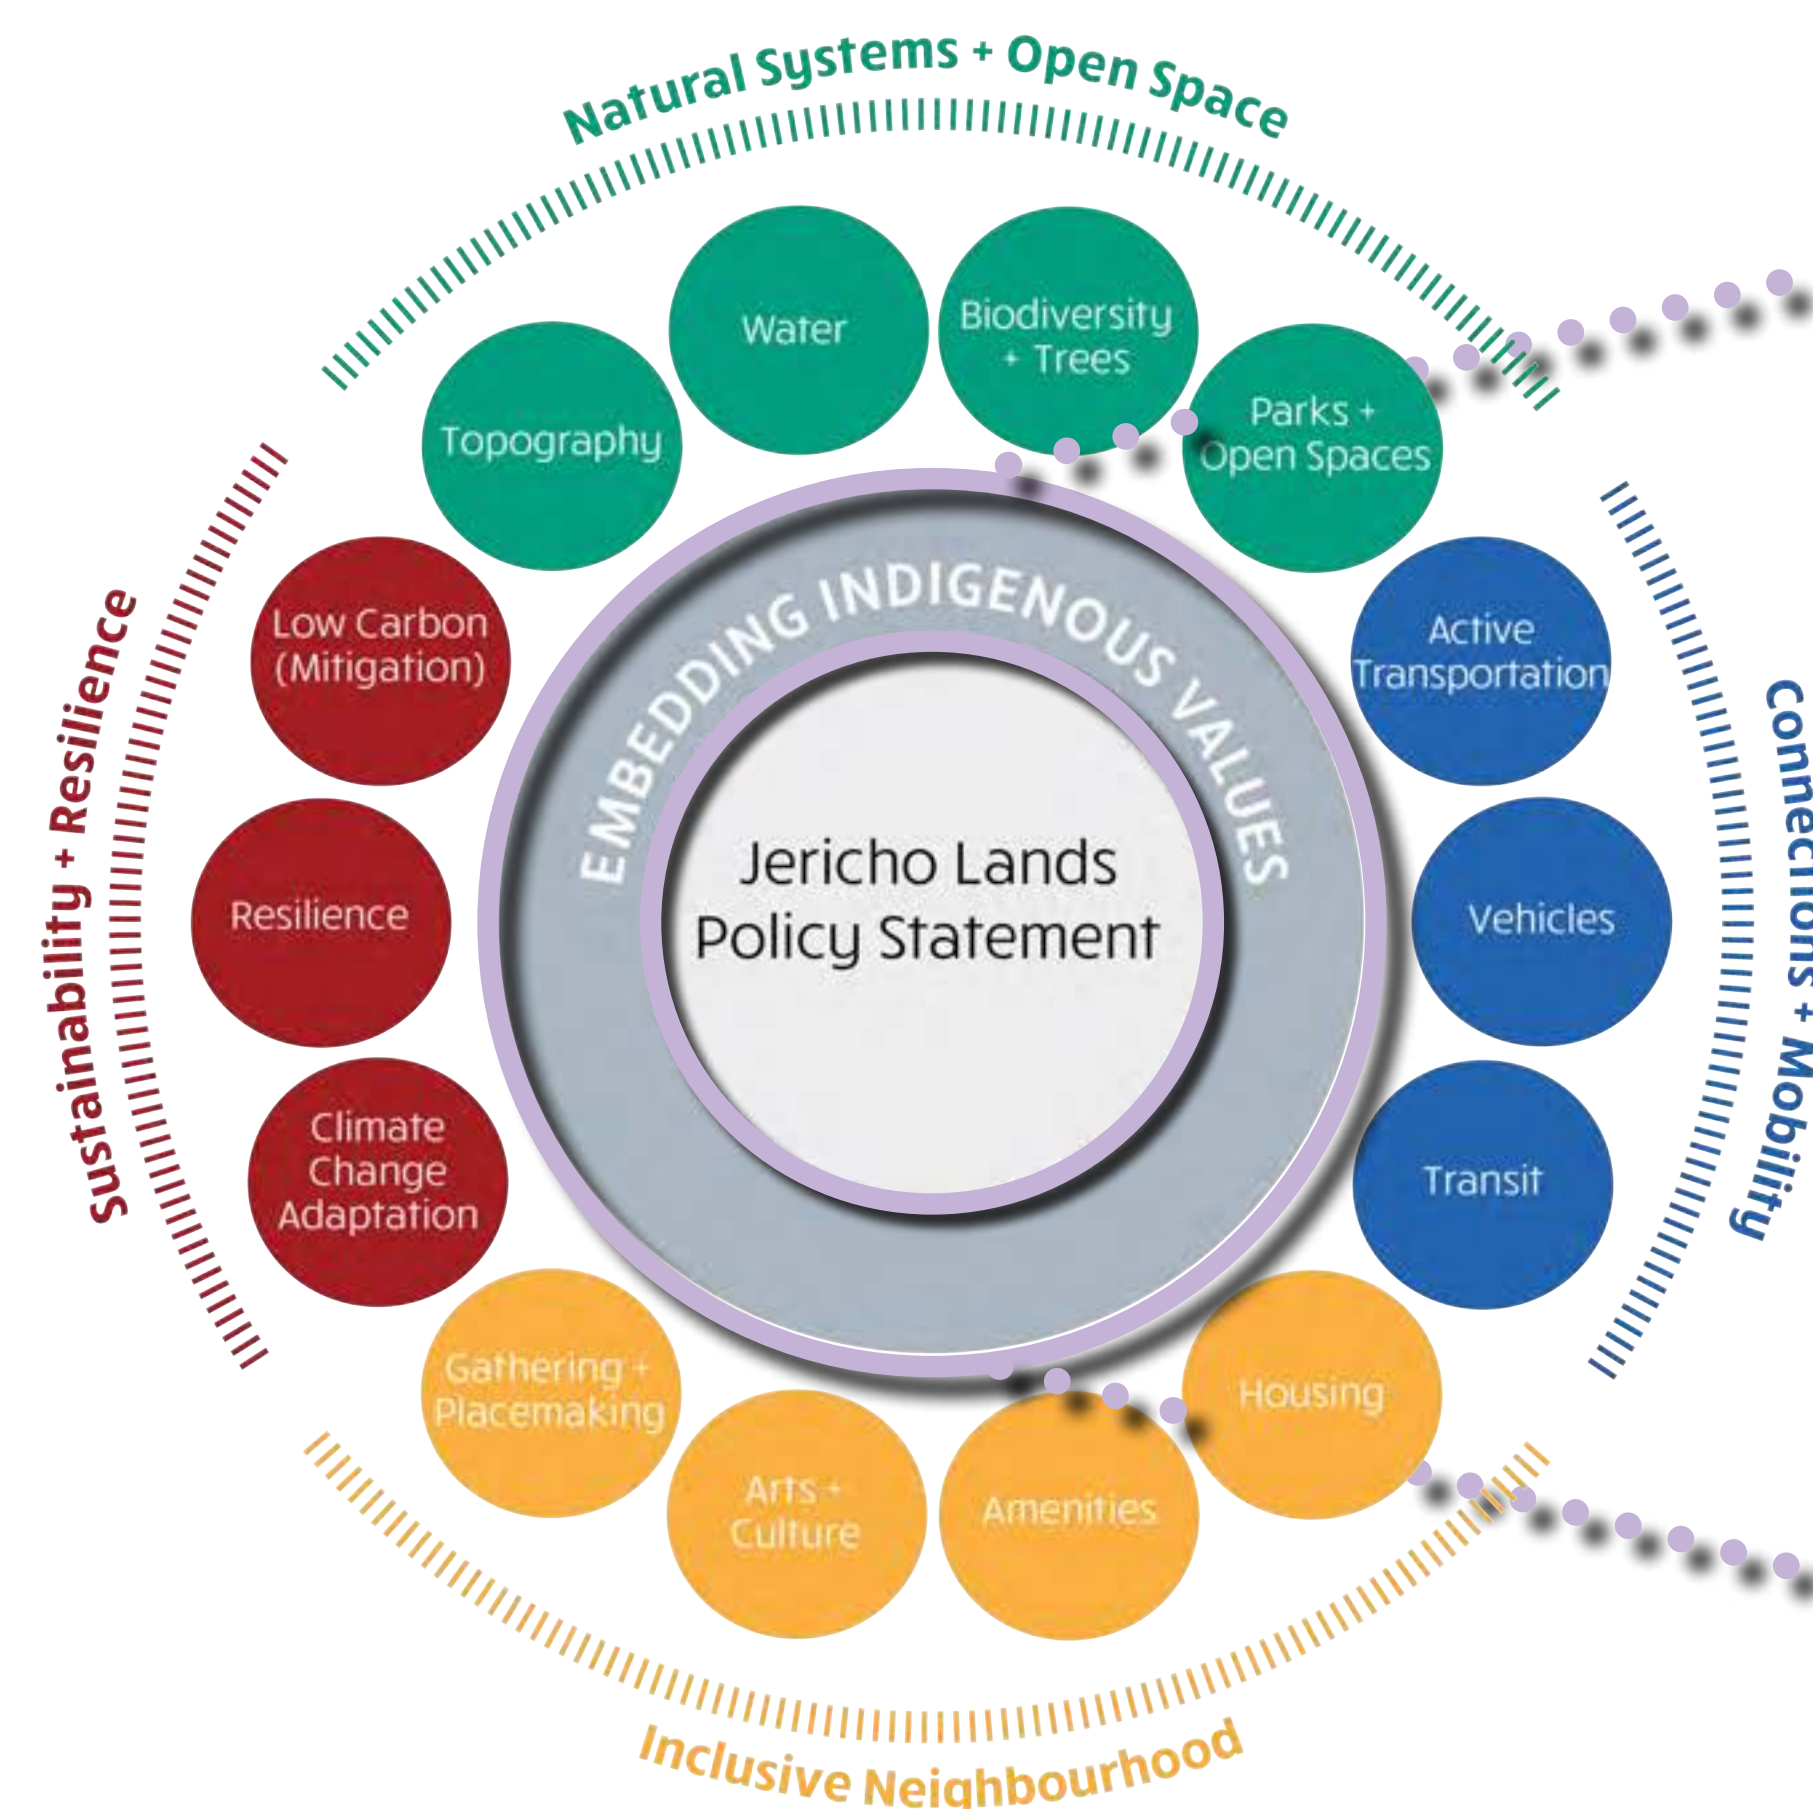 Natural Systems + Open Space
Water
Biodiversity
+ Trees
Topography
Parks +
Open Spaces
Low Carbon
(Mitigation)
Active
Transportation
Sustainability + Resilience
EMBEDDING INDIGENOUS VALUES
Connections + Mobility
Jericho Lands
Policy Statement
Resilience
Vehicles
Climate
Change
Adaptation
Transit
Gathering +
Placemaking
Housing
Arts +
Culture
Amenities
Inclusive Neighbourhood